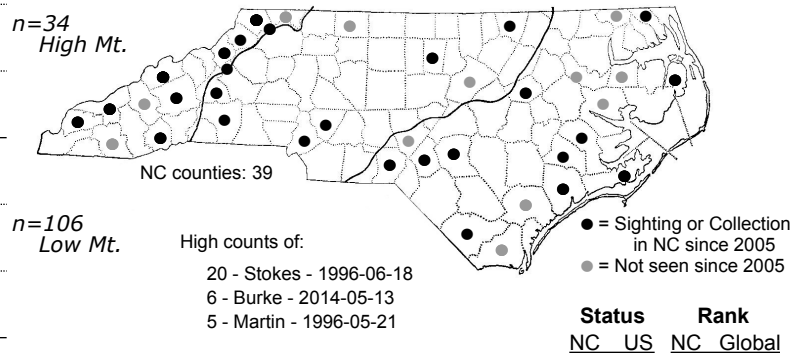 n=34
High Mt.
NC counties: 39
n=106
Low Mt.
High counts of:
20 - Stokes - 1996-06-18
6 - Burke - 2014-05-13
5 - Martin - 1996-05-21
= Sighting or Collection
in NC since 2005
= Not seen since 2005
Status Rank
NC US NC Global